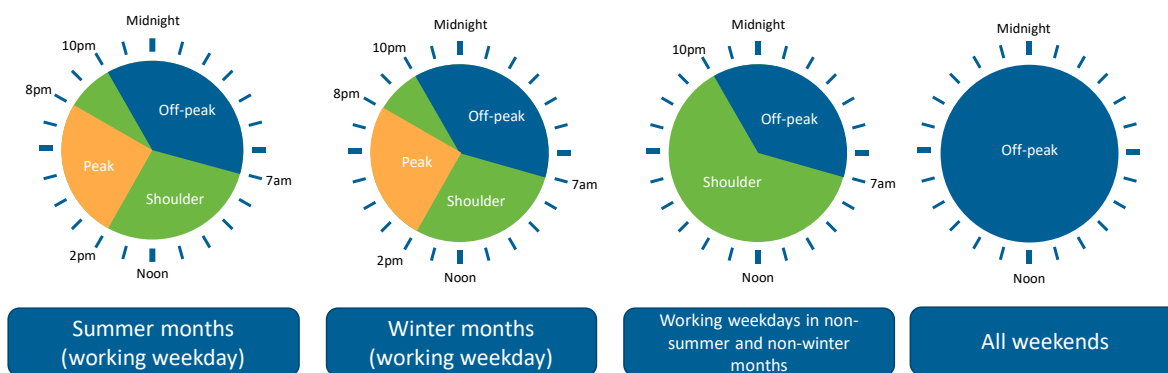 Midnight
10pm
8pm
Off-peak
Peak
Shoulder
7am
2pm
Noon
Summer months
(working weekday)
Midnight
10pm
8pm
Off-peak
Peak
Shoulder
7am
2pm
Noon
Winter months
(working weekday)
Midnight
10pm
Off-peak
Shoulder
7am
Noon
Working weekdays in non-
summer and non-winter
months
Midnight
Off-peak
Noon
All weekends